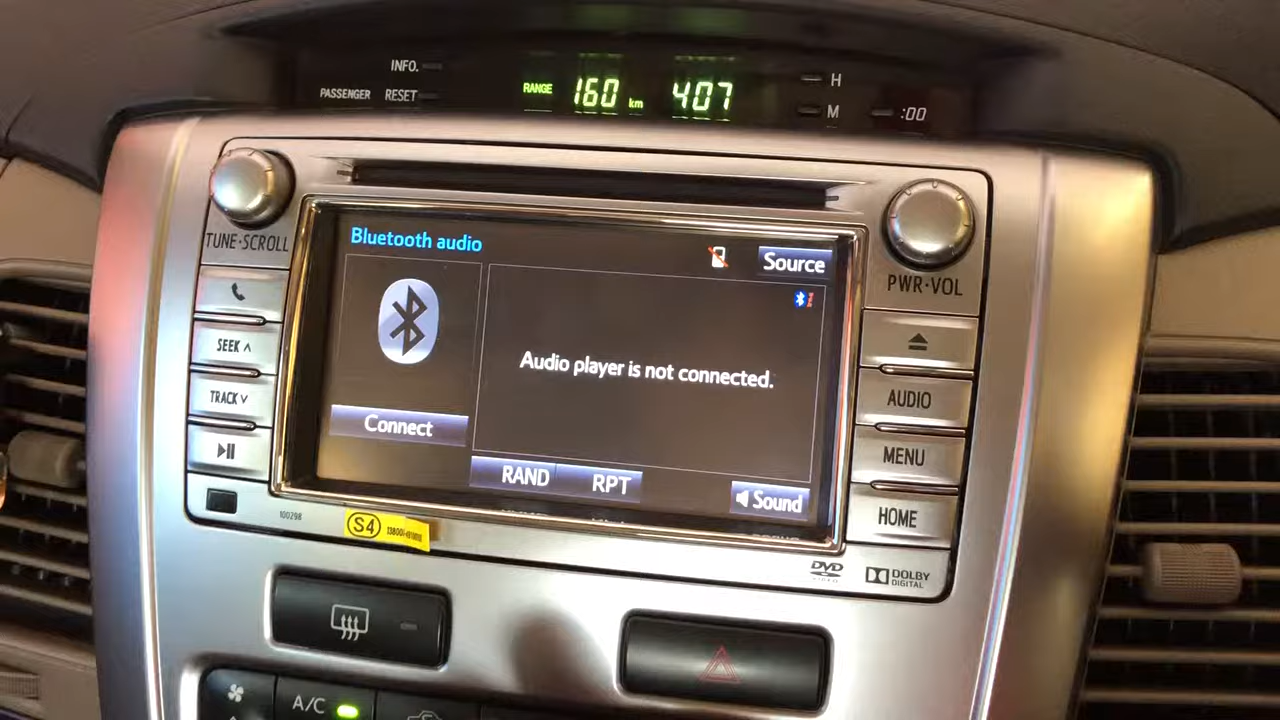 INFO.
PASSENGER RESET
RANGE 160 km 407
H
M :00
TUNE·SCROLL
PWR·VOL
Bluetooth audio
Source
Audio player is not connected.
Connect
RAND RPT
Sound
SEEK ∧
TRACK ∨
AUDIO
MENU
HOME
100298
S4
DVD
VIDEO
DOLBY
DIGITAL
A/C